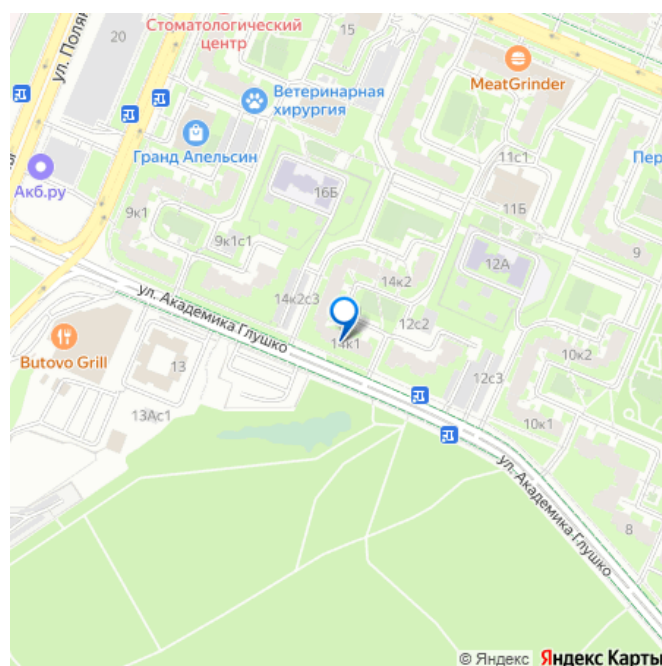 Стоматологический
центр
20
15
ул. Поляны
MeatGrinder
Ветеринарная
хирургия
Гранд Апельсин
11с1
Пер
Акб.ру
16Б
9к1
11Б
9к1с1
9
12А
14к2с3
14к2
ул. Академика Глушко
12с2
14к1
Butovo Grill
13
10к2
12с3
13Ас1
10к1
ул. Академика Глушко
8
© Яндекс Яндекс Карты